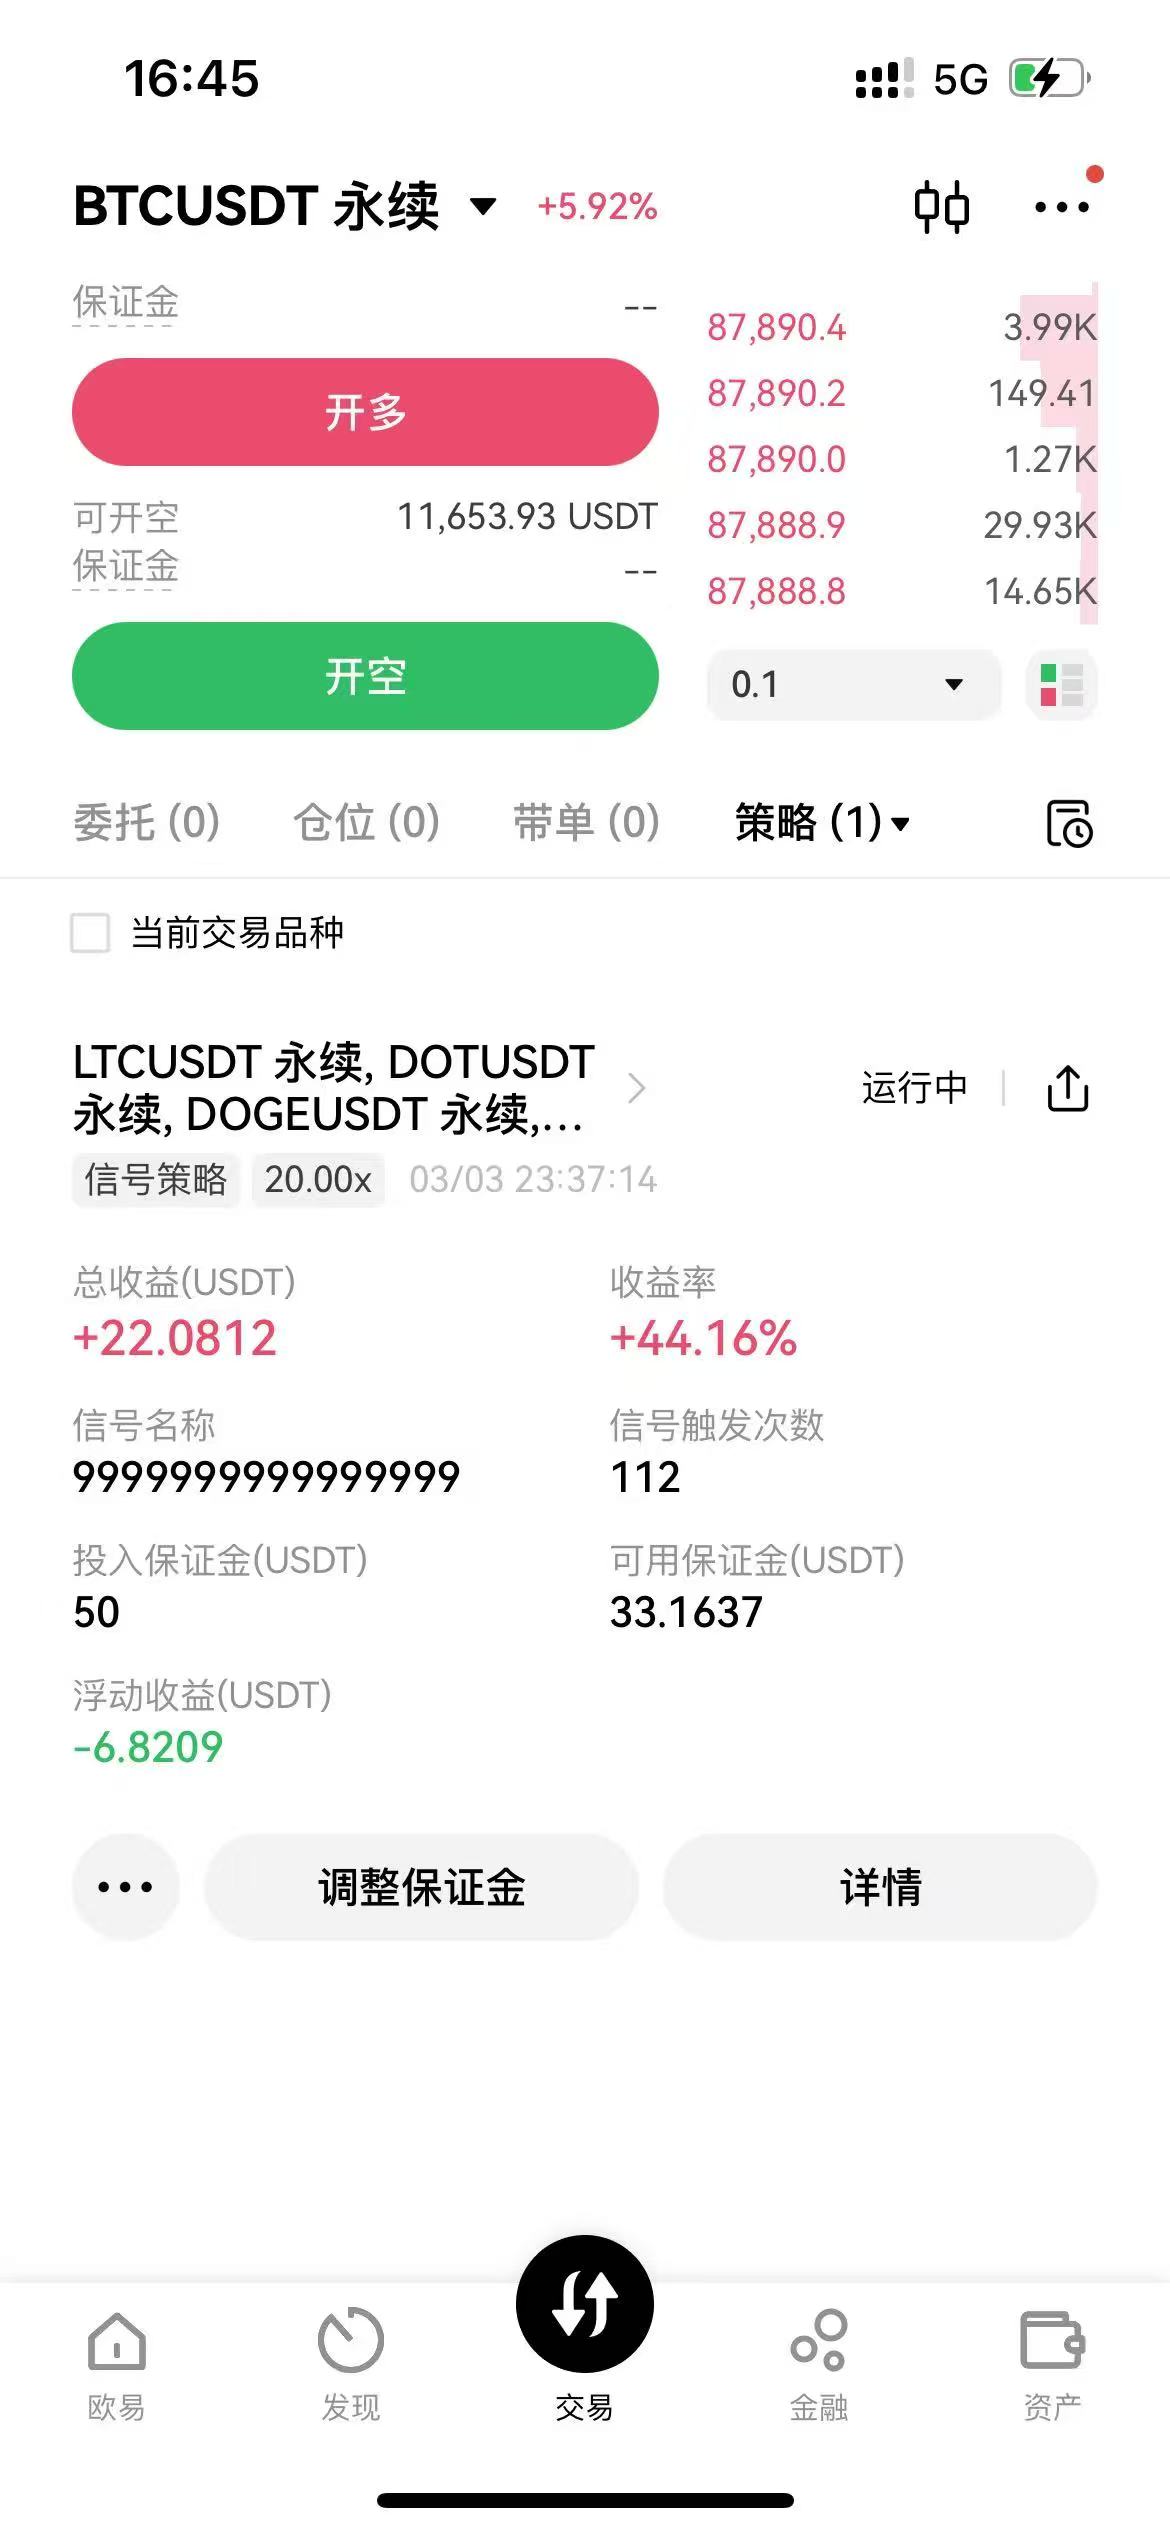 16:45
5G
BTCUSDT 永续 +5.92%
保证金 --
开多
可开空 11,653.93 USDT
保证金 --
开空
87,890.4 3.99K
87,890.2 149.41
87,890.0 1.27K
87,888.9 29.93K
87,888.8 14.65K
0.1
委托 (0) 仓位 (0) 带单 (0) 策略 (1)
当前交易品种
LTCUSDT 永续, DOTUSDT
永续, DOGEUSDT 永续,...
运行中
信号策略 20.00x 03/03 23:37:14
总收益(USDT) 收益率
+22.0812 +44.16%
信号名称 信号触发次数
9999999999999999 112
投入保证金(USDT) 可用保证金(USDT)
50 33.1637
浮动收益(USDT)
-6.8209
调整保证金 详情
欧易 发现 交易 金融 资产